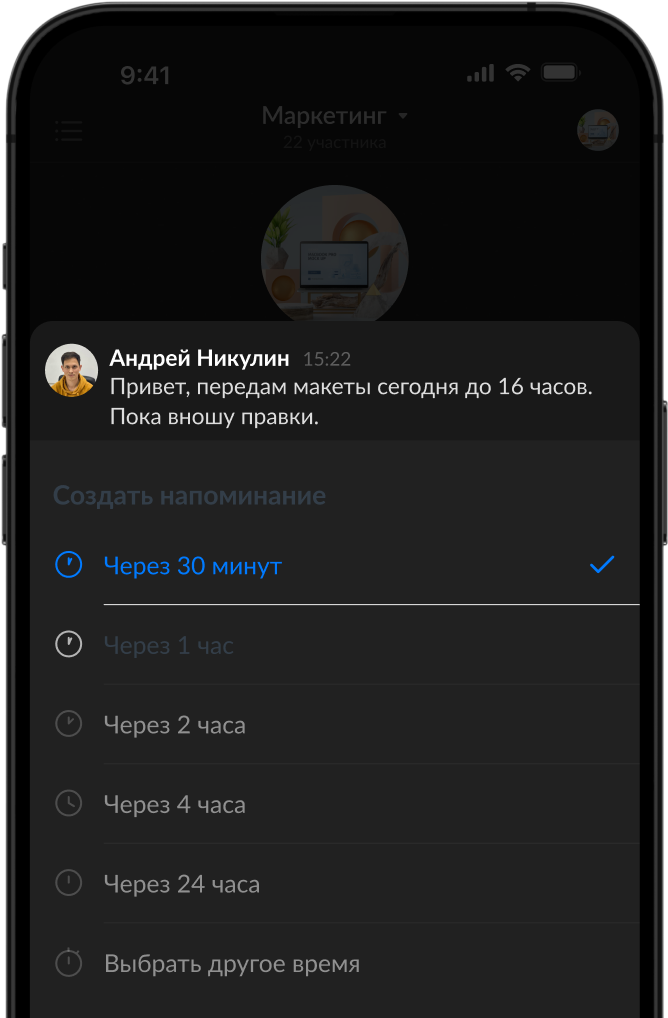 9:41
Маркетинг
22 участника
Андрей Никулин 15:22
Привет, передам макеты сегодня до 16 часов.
Пока вношу правки.
Создать напоминание
Через 30 минут
Через 1 час
Через 2 часа
Через 4 часа
Через 24 часа
Выбрать другое время